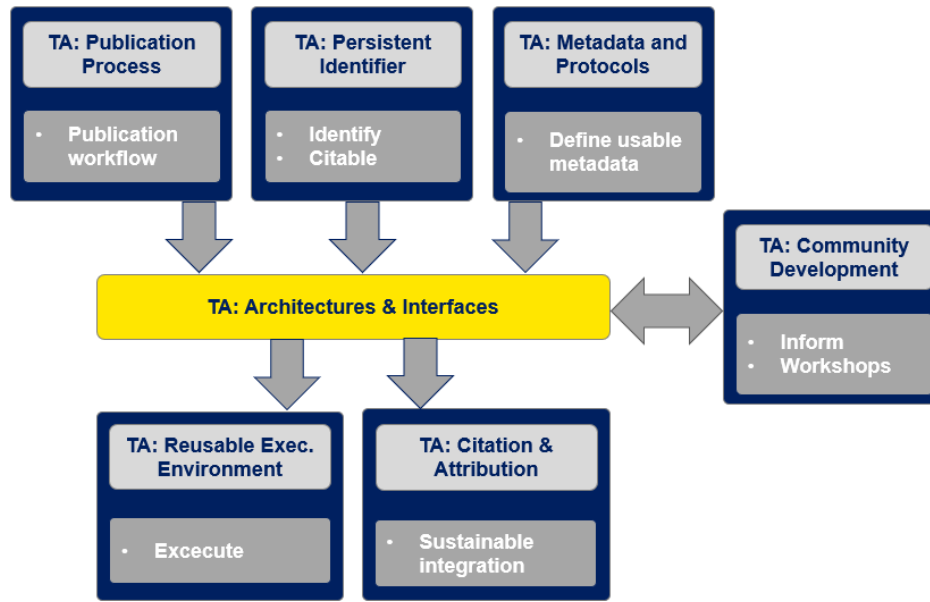 TA: Publication
Process
• Publication
workflow
TA: Persistent
Identifier
• Identify
• Citable
TA: Metadata and
Protocols
• Define usable
metadata
TA: Community
Development
• Inform
• Workshops
TA: Architectures & Interfaces
TA: Reusable Exec.
Environment
• Excecute
TA: Citation &
Attribution
• Sustainable
integration